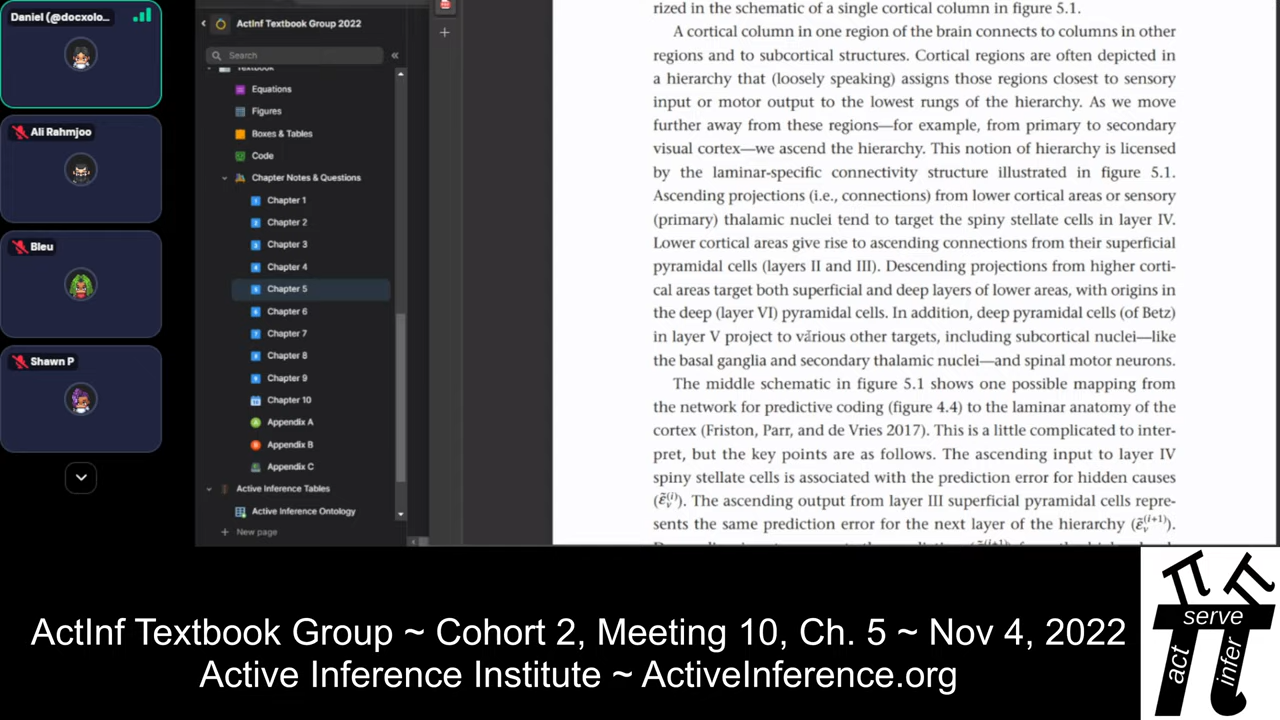 Daniel (@docxolo...
Ali Rahmjoo
Bleu
Shawn P
ActInf Textbook Group 2022
Search
Textbook
Equations
Figures
Boxes & Tables
Code
Chapter Notes & Questions
Chapter 1
Chapter 2
Chapter 3
Chapter 4
Chapter 5
Chapter 6
Chapter 7
Chapter 8
Chapter 9
Chapter 10
Appendix A
Appendix B
Appendix C
Active Inference Tables
Active Inference Ontology
New page
rized in the schematic of a single cortical column in figure 5.1.
A cortical column in one region of the brain connects to columns in other
regions and to subcortical structures. Cortical regions are often depicted in
a hierarchy that (loosely speaking) assigns those regions closest to sensory
input or motor output to the lowest rungs of the hierarchy. As we move
further away from these regions—for example, from primary to secondary
visual cortex—we ascend the hierarchy. This notion of hierarchy is licensed
by the laminar-specific connectivity structure illustrated in figure 5.1.
Ascending projections (i.e., connections) from lower cortical areas or sensory
(primary) thalamic nuclei tend to target the spiny stellate cells in layer IV.
Lower cortical areas give rise to ascending connections from their superficial
pyramidal cells (layers II and III). Descending projections from higher corti-
cal areas target both superficial and deep layers of lower areas, with origins in
the deep (layer VI) pyramidal cells. In addition, deep pyramidal cells (of Betz)
in layer V project to various other targets, including subcortical nuclei—like
the basal ganglia and secondary thalamic nuclei—and spinal motor neurons.
The middle schematic in figure 5.1 shows one possible mapping from
the network for predictive coding (figure 4.4) to the laminar anatomy of the
cortex (Friston, Parr, and de Vries 2017). This is a little complicated to inter-
pret, but the key points are as follows. The ascending input to layer IV
spiny stellate cells is associated with the prediction error for hidden causes
(ε̃ᵥ⁽ⁱ⁾). The ascending output from layer III superficial pyramidal cells repre-
sents the same prediction error for the next layer of the hierarchy (ε̃ᵥ⁽ⁱ⁺¹⁾).
ActInf Textbook Group ~ Cohort 2, Meeting 10, Ch. 5 ~ Nov 4, 2022
Active Inference Institute ~ ActiveInference.org
serve
act
infer